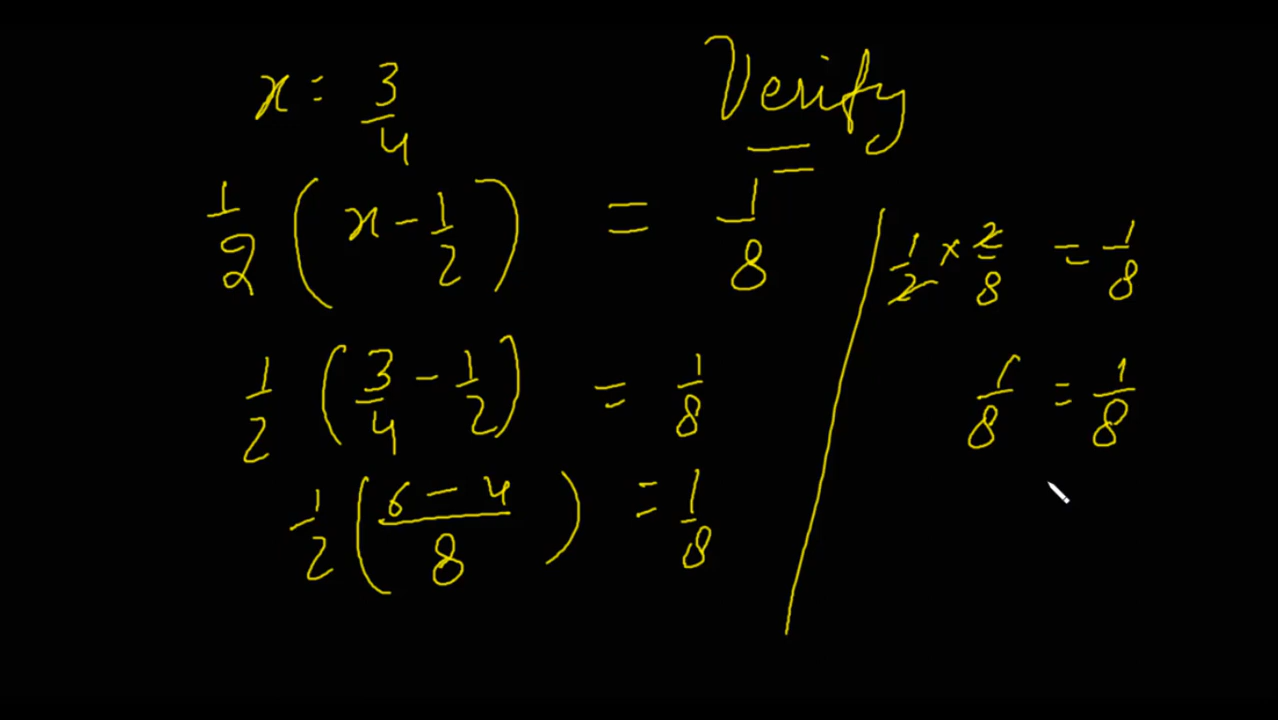 x = 3/4
Verify
1/2 ( x - 1/2 ) = 1/8
1/2 ( 3/4 - 1/2 ) = 1/8
1/2 ( 6 - 4 / 8 ) = 1/8
1/2 × 2/8 = 1/8
1/8 = 1/8